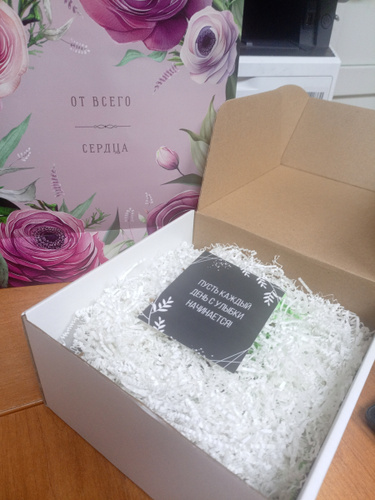 ОТ ВСЕГО
СЕРДЦА
ПУСТЬ КАЖДЫЙ
ДЕНЬ С УЛЫБКИ
НАЧИНАЕТСЯ!